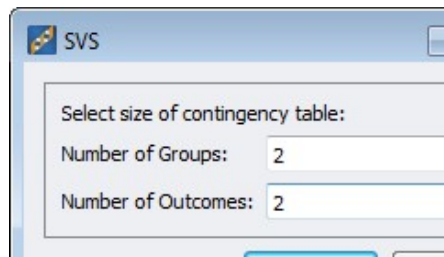 SVS
Select size of contingency table:
Number of Groups: 2
Number of Outcomes: 2